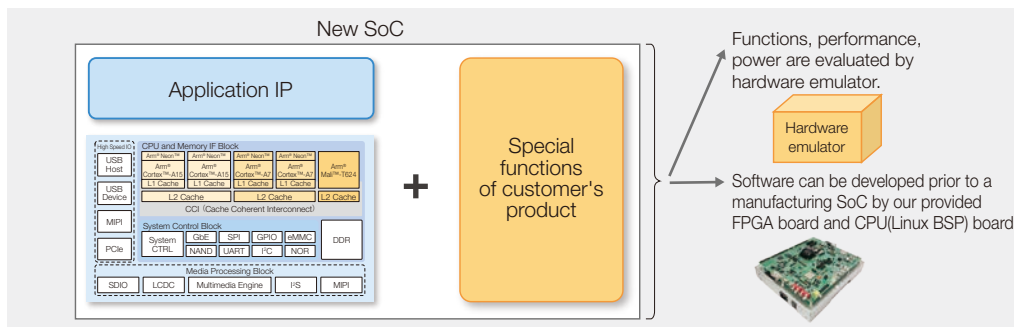 New SoC
Application IP
High Speed IO
USB
Host
USB
Device
MIPI
PCIe
CPU and Memory IF Block
Arm® Neon™
Arm® Neon™
Arm® Neon™
Arm® Neon™
Arm®
Cortex™-A15
Arm®
Cortex™-A15
Arm®
Cortex™-A7
Arm®
Cortex™-A7
Arm®
Mali™-T624
L1 Cache
L1 Cache
L1 Cache
L1 Cache
L2 Cache
L2 Cache
L2 Cache
CCI (Cache Coherent Interconnect)
System Control Block
System
CTRL
GbE
SPI
GPIO
eMMC
NAND
UART
I²C
NOR
DDR
Media Processing Block
SDIO
LCDC
Multimedia Engine
I²S
MIPI
+
Special
functions
of customer's
product
Functions, performance,
power are evaluated by
hardware emulator.
Hardware
emulator
Software can be developed prior to a
manufacturing SoC by our provided
FPGA board and CPU(Linux BSP) board